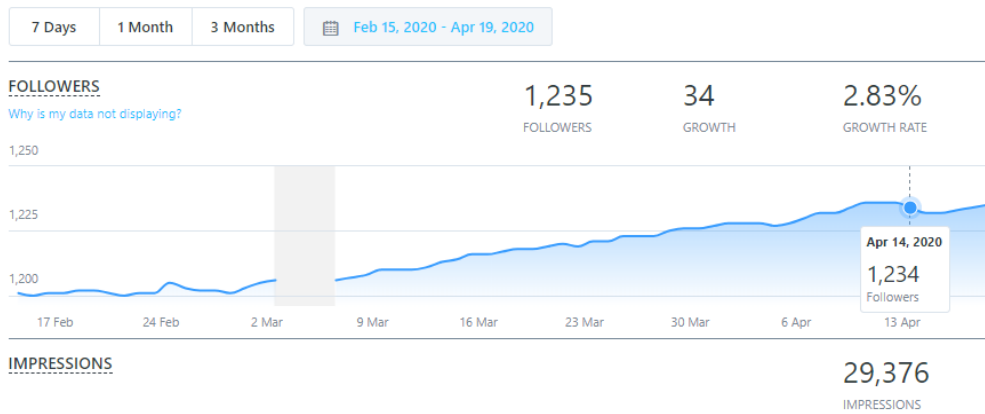 7 Days 1 Month 3 Months Feb 15, 2020 - Apr 19, 2020
FOLLOWERS
Why is my data not displaying?
1,235 34 2.83%
FOLLOWERS GROWTH GROWTH RATE
1,250
1,225
1,200
Apr 14, 2020
1,234
Followers
17 Feb 24 Feb 2 Mar 9 Mar 16 Mar 23 Mar 30 Mar 6 Apr 13 Apr
IMPRESSIONS
29,376
IMPRESSIONS